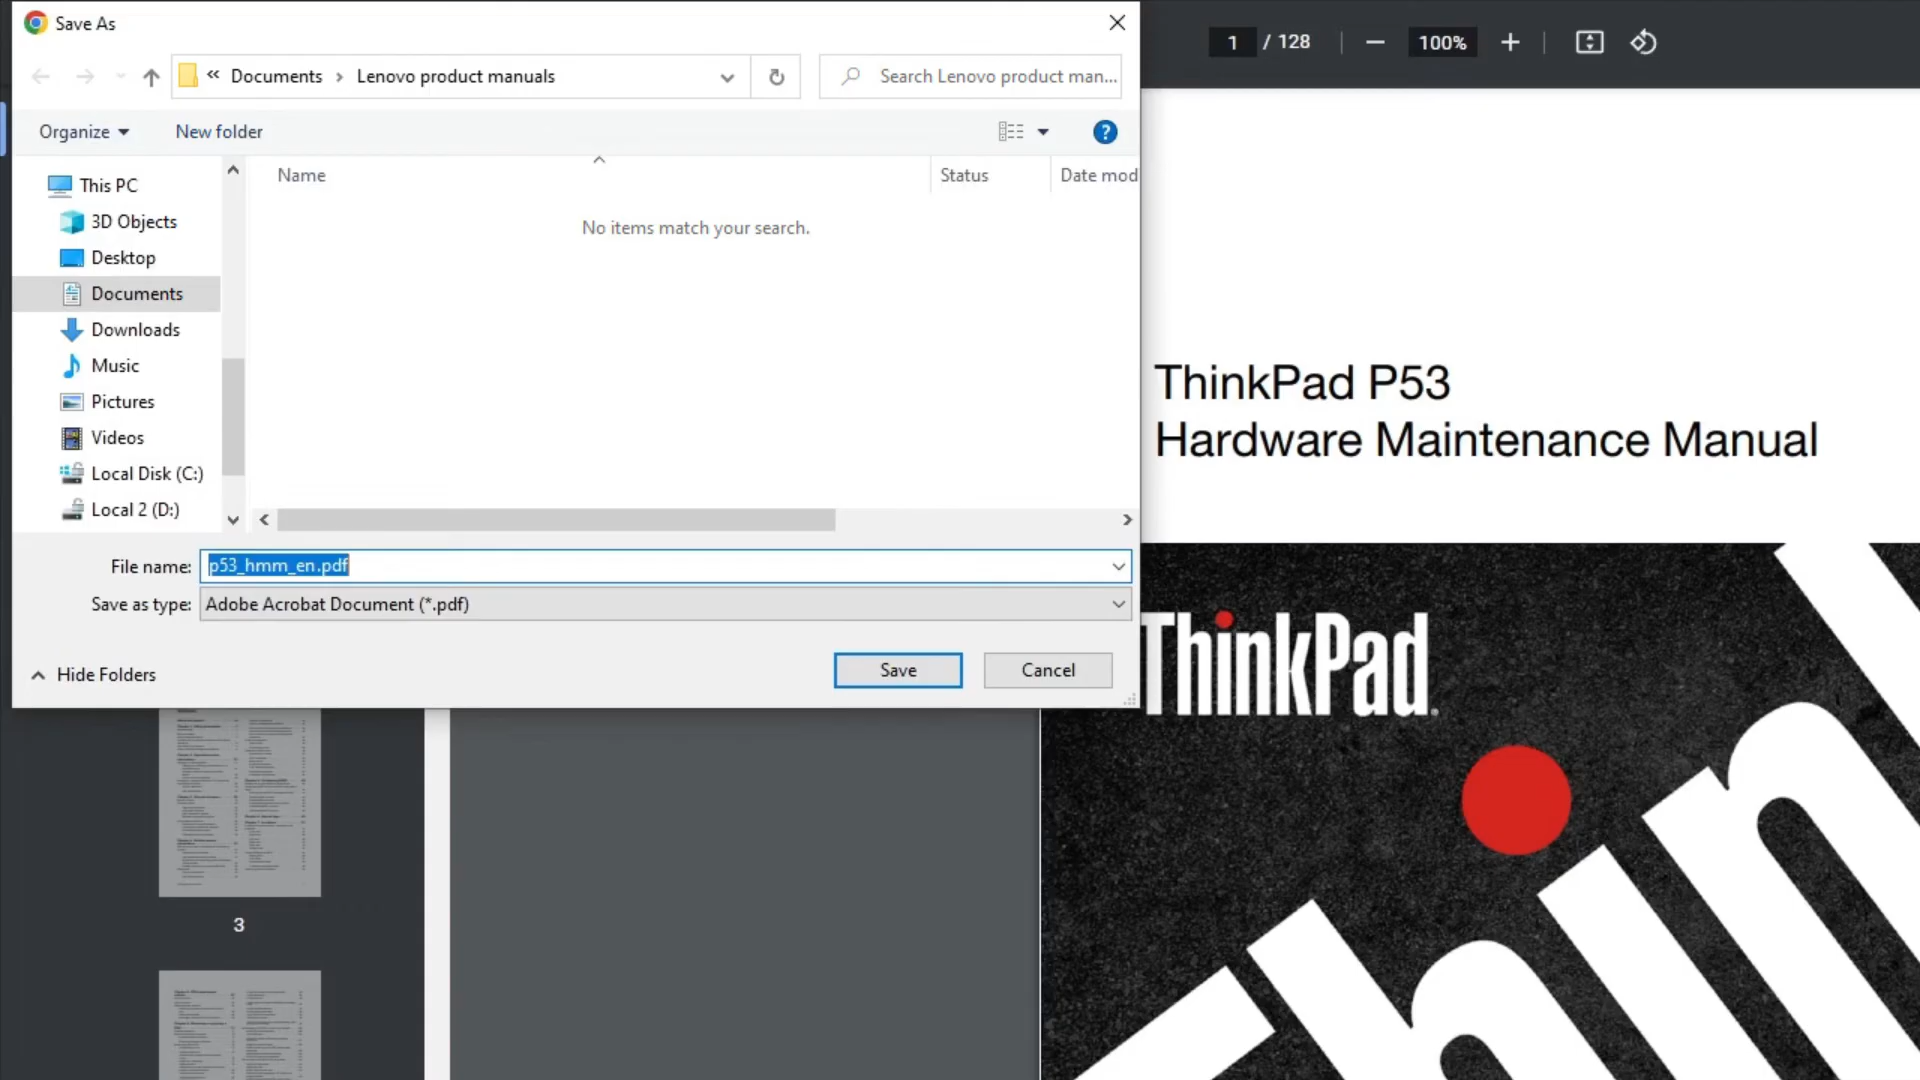 Save As
« Documents › Lenovo product manuals
Search Lenovo product man...
Organize
New folder
?
This PC
3D Objects
Desktop
Documents
Downloads
Music
Pictures
Videos
Local Disk (C:)
Local 2 (D:)
Name
Status
Date mod
No items match your search.
File name:
p53_hmm_en.pdf
Save as type:
Adobe Acrobat Document (*.pdf)
Hide Folders
Save
Cancel
1 / 128
100%
ThinkPad P53
Hardware Maintenance Manual
ThinkPad.
Thin
3